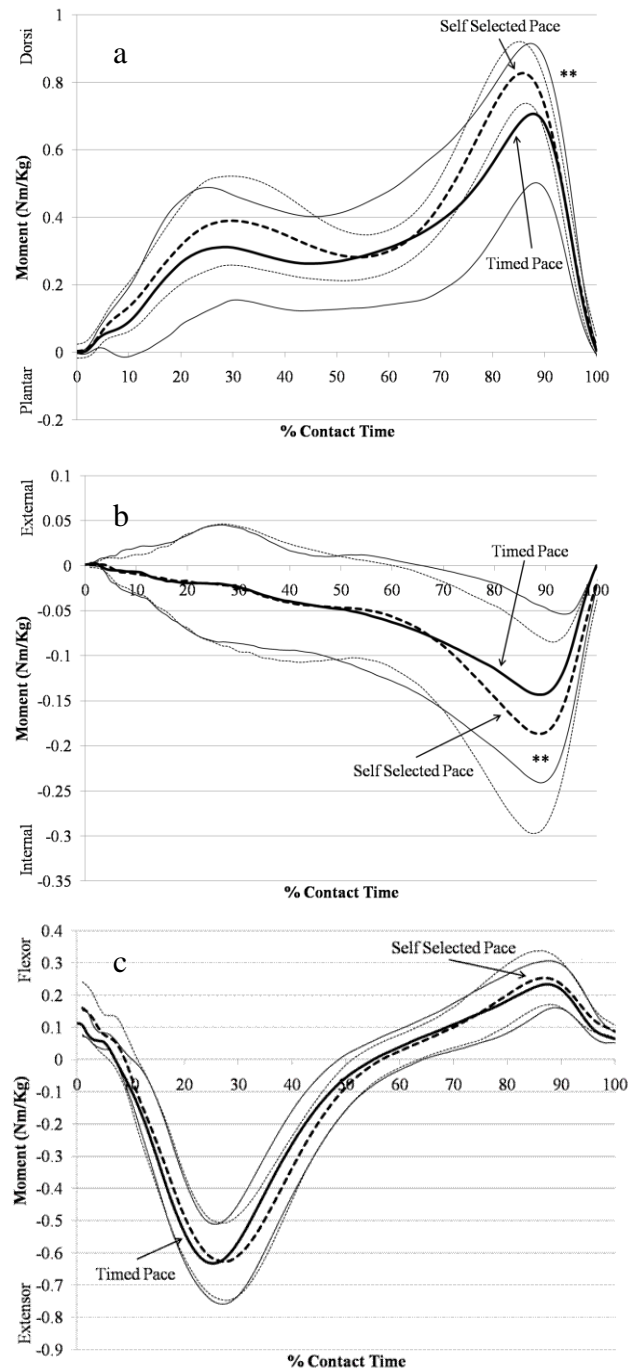 a
Dorsi
Moment (Nm/Kg)
Plantar
1
0.8
0.6
0.4
0.2
0
-0.2
Self Selected Pace
**
Timed Pace
0 10 20 30 40 50 60 70 80 90 100
% Contact Time
b
External
Moment (Nm/Kg)
Internal
0.1
0.05
0
-0.05
-0.1
-0.15
-0.2
-0.25
-0.3
-0.35
0 10 20 30 40 50 60 70 80 90 100
Timed Pace
Self Selected Pace
**
% Contact Time
c
Flexor
Moment (Nm/Kg)
Extensor
0.4
0.3
0.2
0.1
0
-0.1
-0.2
-0.3
-0.4
-0.5
-0.6
-0.7
-0.8
-0.9
Self Selected Pace
0 10 20 30 40 50 60 70 80 90 100
Timed Pace
% Contact Time